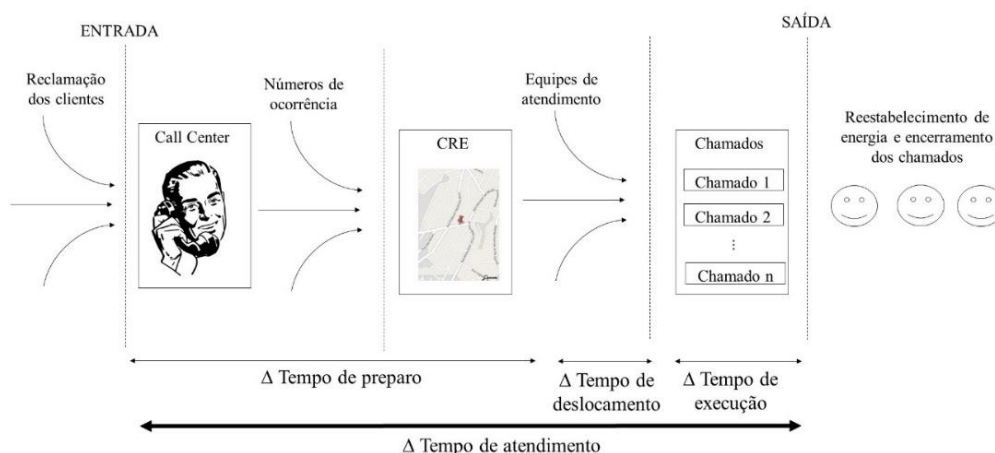 ENTRADA
SAÍDA
Reclamação
dos clientes
Call Center
Números de
ocorrência
CRE
Equipes de
atendimento
Chamados
Chamado 1
Chamado 2
⋮
Chamado n
Reestabelecimento de
energia e encerramento
dos chamados
Δ Tempo de preparo
Δ Tempo de
deslocamento
Δ Tempo de
execução
Δ Tempo de atendimento